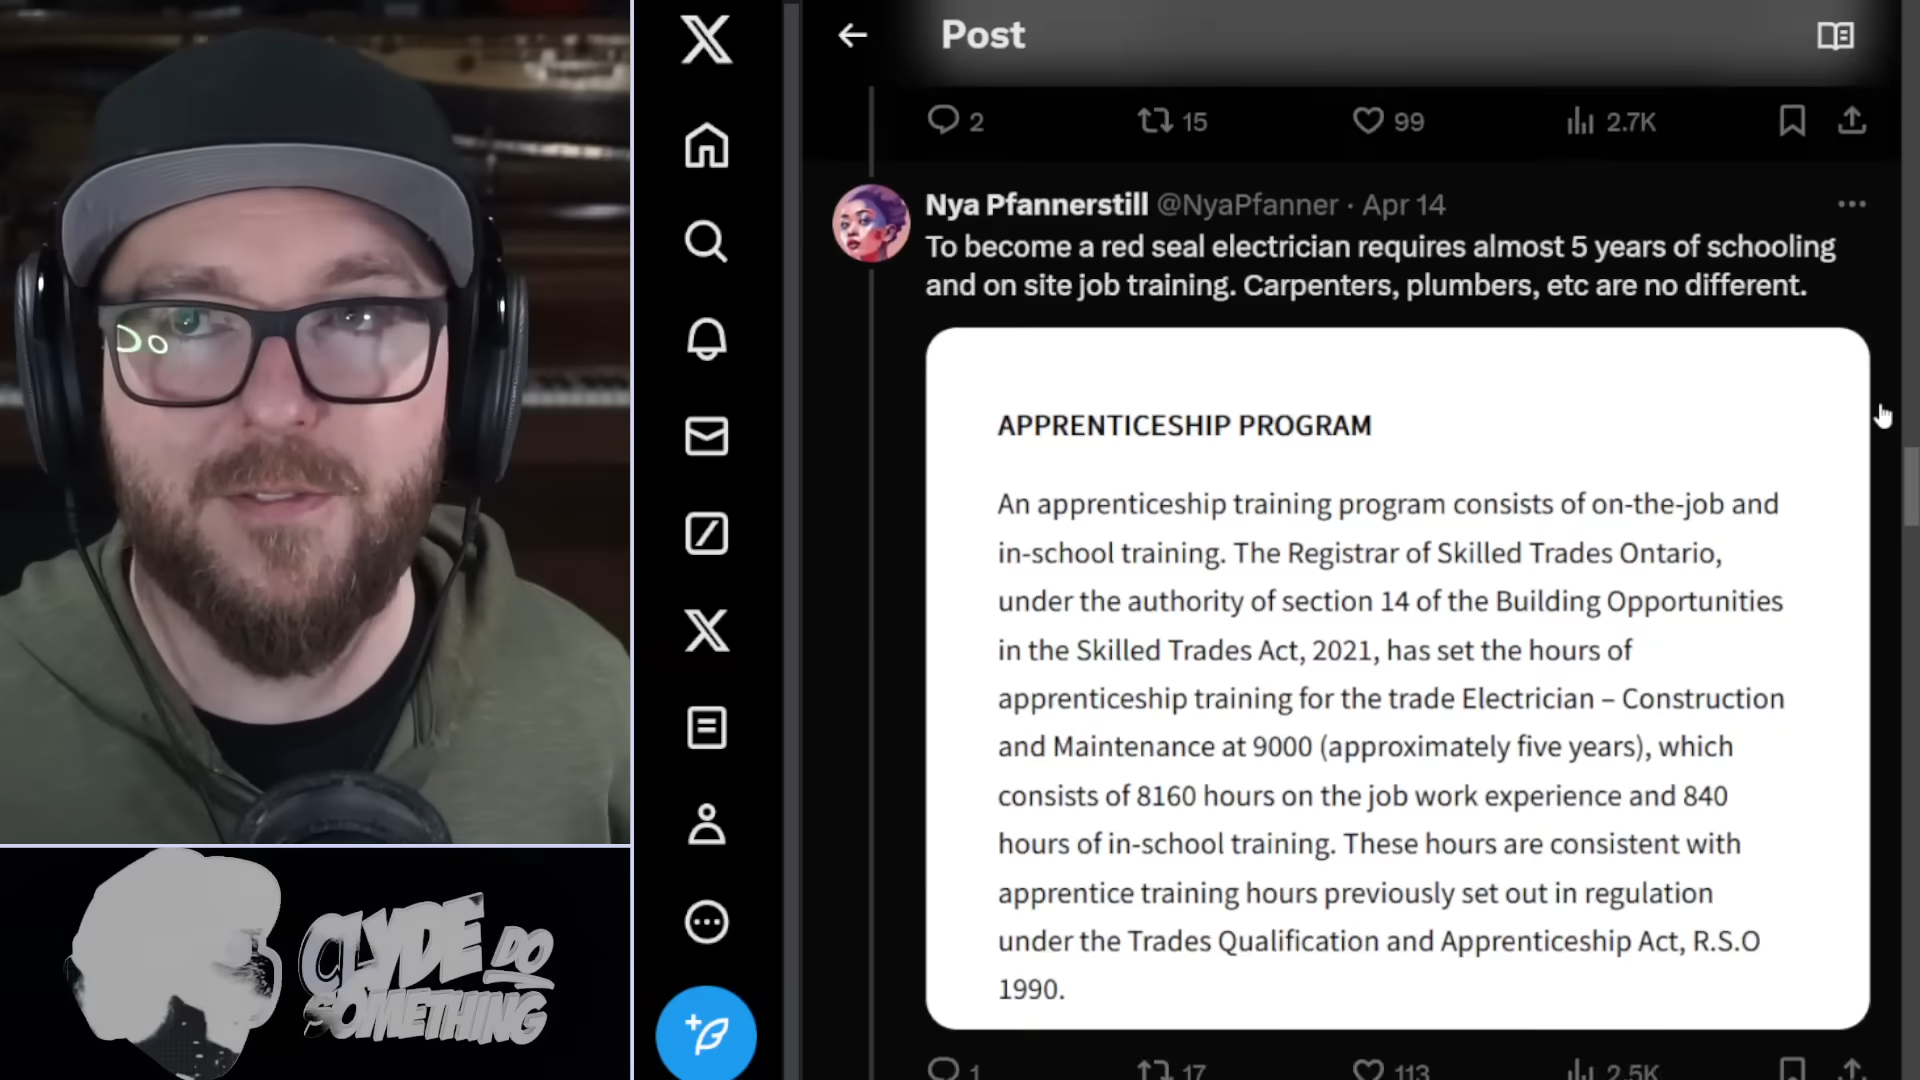 CLYDE DO
SOMETHING
Post
2 15 99 2.7K
Nya Pfannerstill @NyaPfanner · Apr 14
To become a red seal electrician requires almost 5 years of schooling
and on site job training. Carpenters, plumbers, etc are no different.
APPRENTICESHIP PROGRAM
An apprenticeship training program consists of on-the-job and
in-school training. The Registrar of Skilled Trades Ontario,
under the authority of section 14 of the Building Opportunities
in the Skilled Trades Act, 2021, has set the hours of
apprenticeship training for the trade Electrician – Construction
and Maintenance at 9000 (approximately five years), which
consists of 8160 hours on the job work experience and 840
hours of in-school training. These hours are consistent with
apprentice training hours previously set out in regulation
under the Trades Qualification and Apprenticeship Act, R.S.O
1990.
1 17 113 2.5K